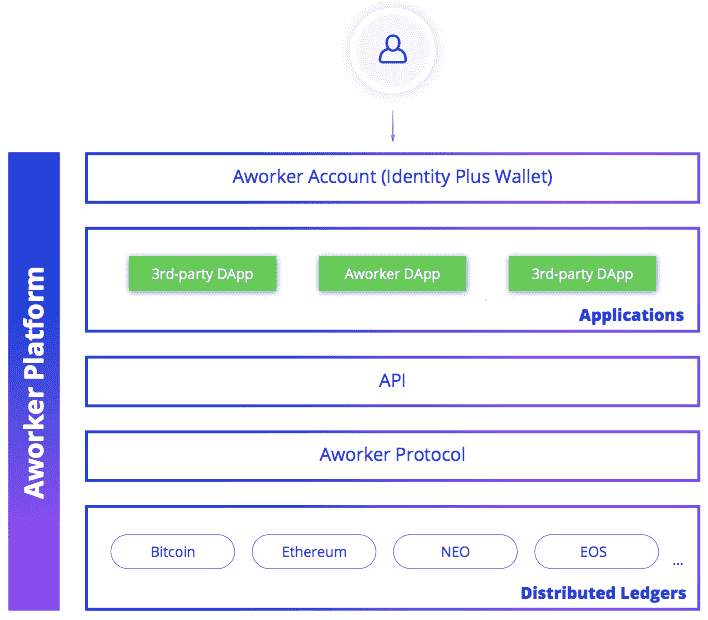 Aworker Platform
Aworker Account (Identity Plus Wallet)
3rd-party DApp
Aworker DApp
3rd-party DApp
Applications
API
Aworker Protocol
Bitcoin
Ethereum
NEO
EOS
...
Distributed Ledgers